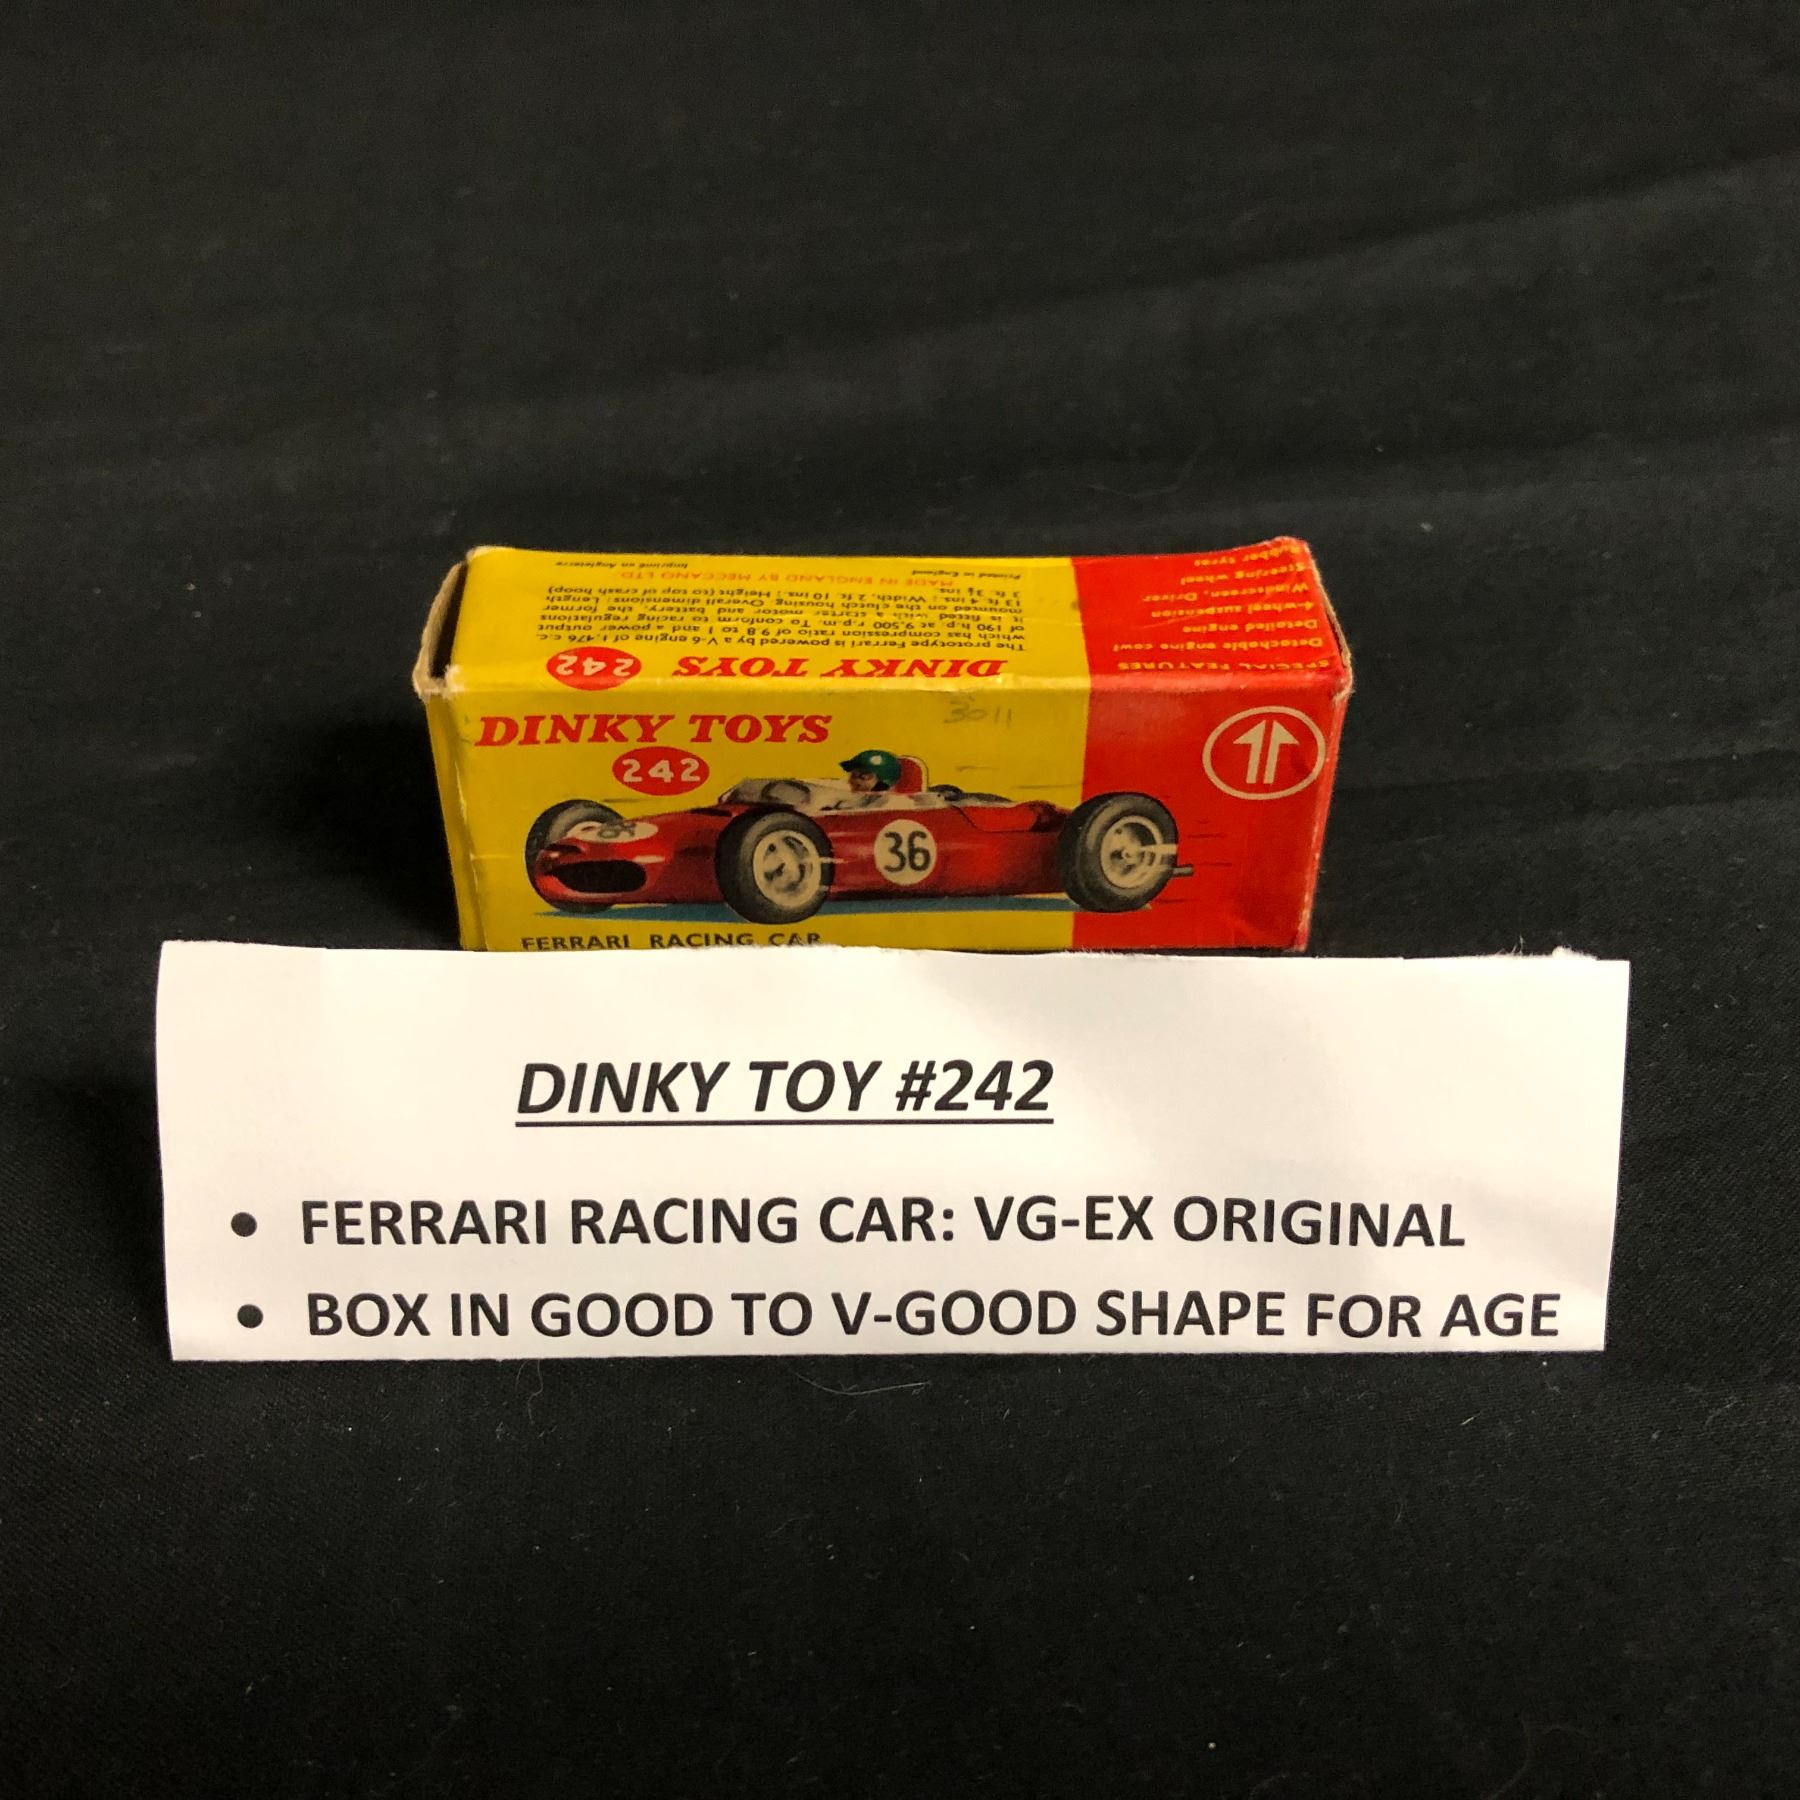 Printed in England
Imprimé en Angleterre
MADE IN ENGLAND BY MECCANO LTD
The prototype Ferrari is powered by a V-6 engine of 1,476 c.c.
which has compression ratio of 9.8 to 1 and a power output
of 190 b.h.p. at 9,500 r.p.m. To conform to racing regulations
it is fitted with a starter motor and battery, the former
mounted on the clutch housing. Overall dimensions: Length
13 ft. 4 ins.; Width, 2 ft. 10 ins.; Height (to top of crash hoop)
3 ft. 3¼ ins.
DINKY TOYS 242
SPECIAL FEATURES
Detachable engine cowl
Detailed engine
4-wheel suspension
Windscreen, Driver
Steering wheel
Rubber tyres
DINKY TOYS
3011
242
36
FERRARI RACING CAR
DINKY TOY #242
• FERRARI RACING CAR: VG-EX ORIGINAL
• BOX IN GOOD TO V-GOOD SHAPE FOR AGE